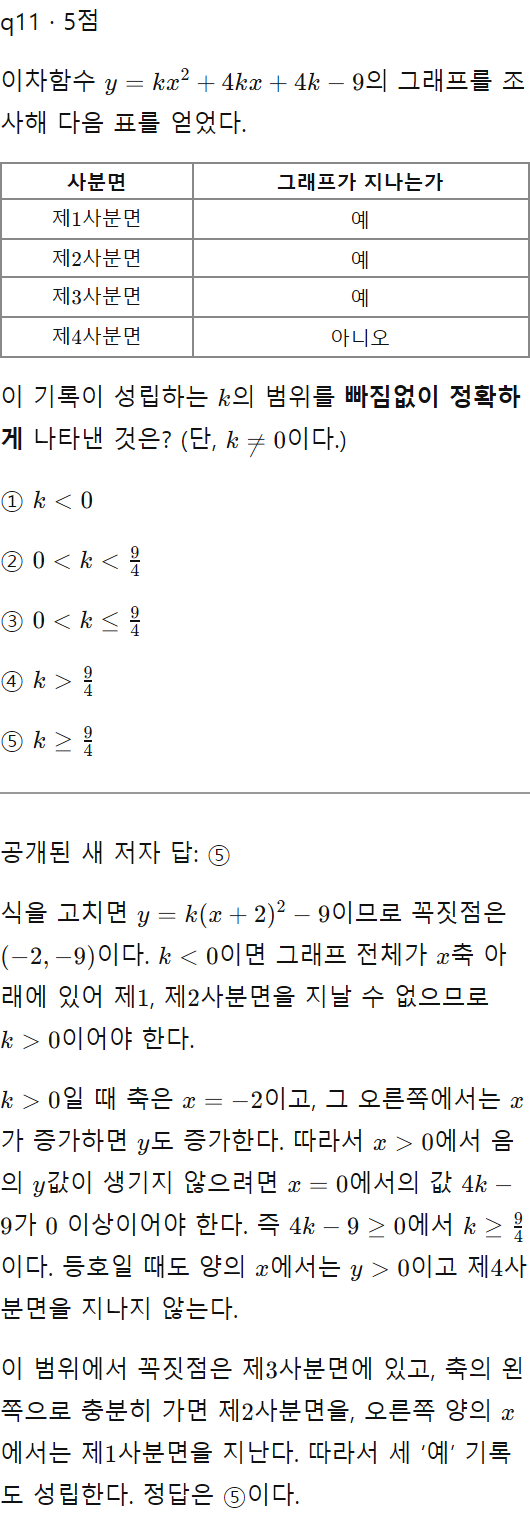 q11 · 5점
이차함수 y = kx² + 4kx + 4k − 9의 그래프를 조
사해 다음 표를 얻었다.
사분면 그래프가 지나는가
제1사분면 예
제2사분면 예
제3사분면 예
제4사분면 아니오
이 기록이 성립하는 k의 범위를 빠짐없이 정확하
게 나타낸 것은? (단, k ≠ 0이다.)
① k < 0
② 0 < k < 9/4
③ 0 < k ≤ 9/4
④ k > 9/4
⑤ k ≥ 9/4
공개된 새 저자 답: ⑤
식을 고치면 y = k(x + 2)² − 9이므로 꼭짓점은
(−2, −9)이다. k < 0이면 그래프 전체가 x축 아
래에 있어 제1, 제2사분면을 지날 수 없으므로
k > 0이어야 한다.
k > 0일 때 축은 x = −2이고, 그 오른쪽에서는 x
가 증가하면 y도 증가한다. 따라서 x > 0에서 음
의 y값이 생기지 않으려면 x = 0에서의 값 4k −
9가 0 이상이어야 한다. 즉 4k − 9 ≥ 0에서 k ≥ 9/4
이다. 등호일 때도 양의 x에서는 y > 0이고 제4사
분면을 지나지 않는다.
이 범위에서 꼭짓점은 제3사분면에 있고, 축의 왼
쪽으로 충분히 가면 제2사분면을, 오른쪽 양의 x
에서는 제1사분면을 지난다. 따라서 세 ‘예’ 기록
도 성립한다. 정답은 ⑤이다.